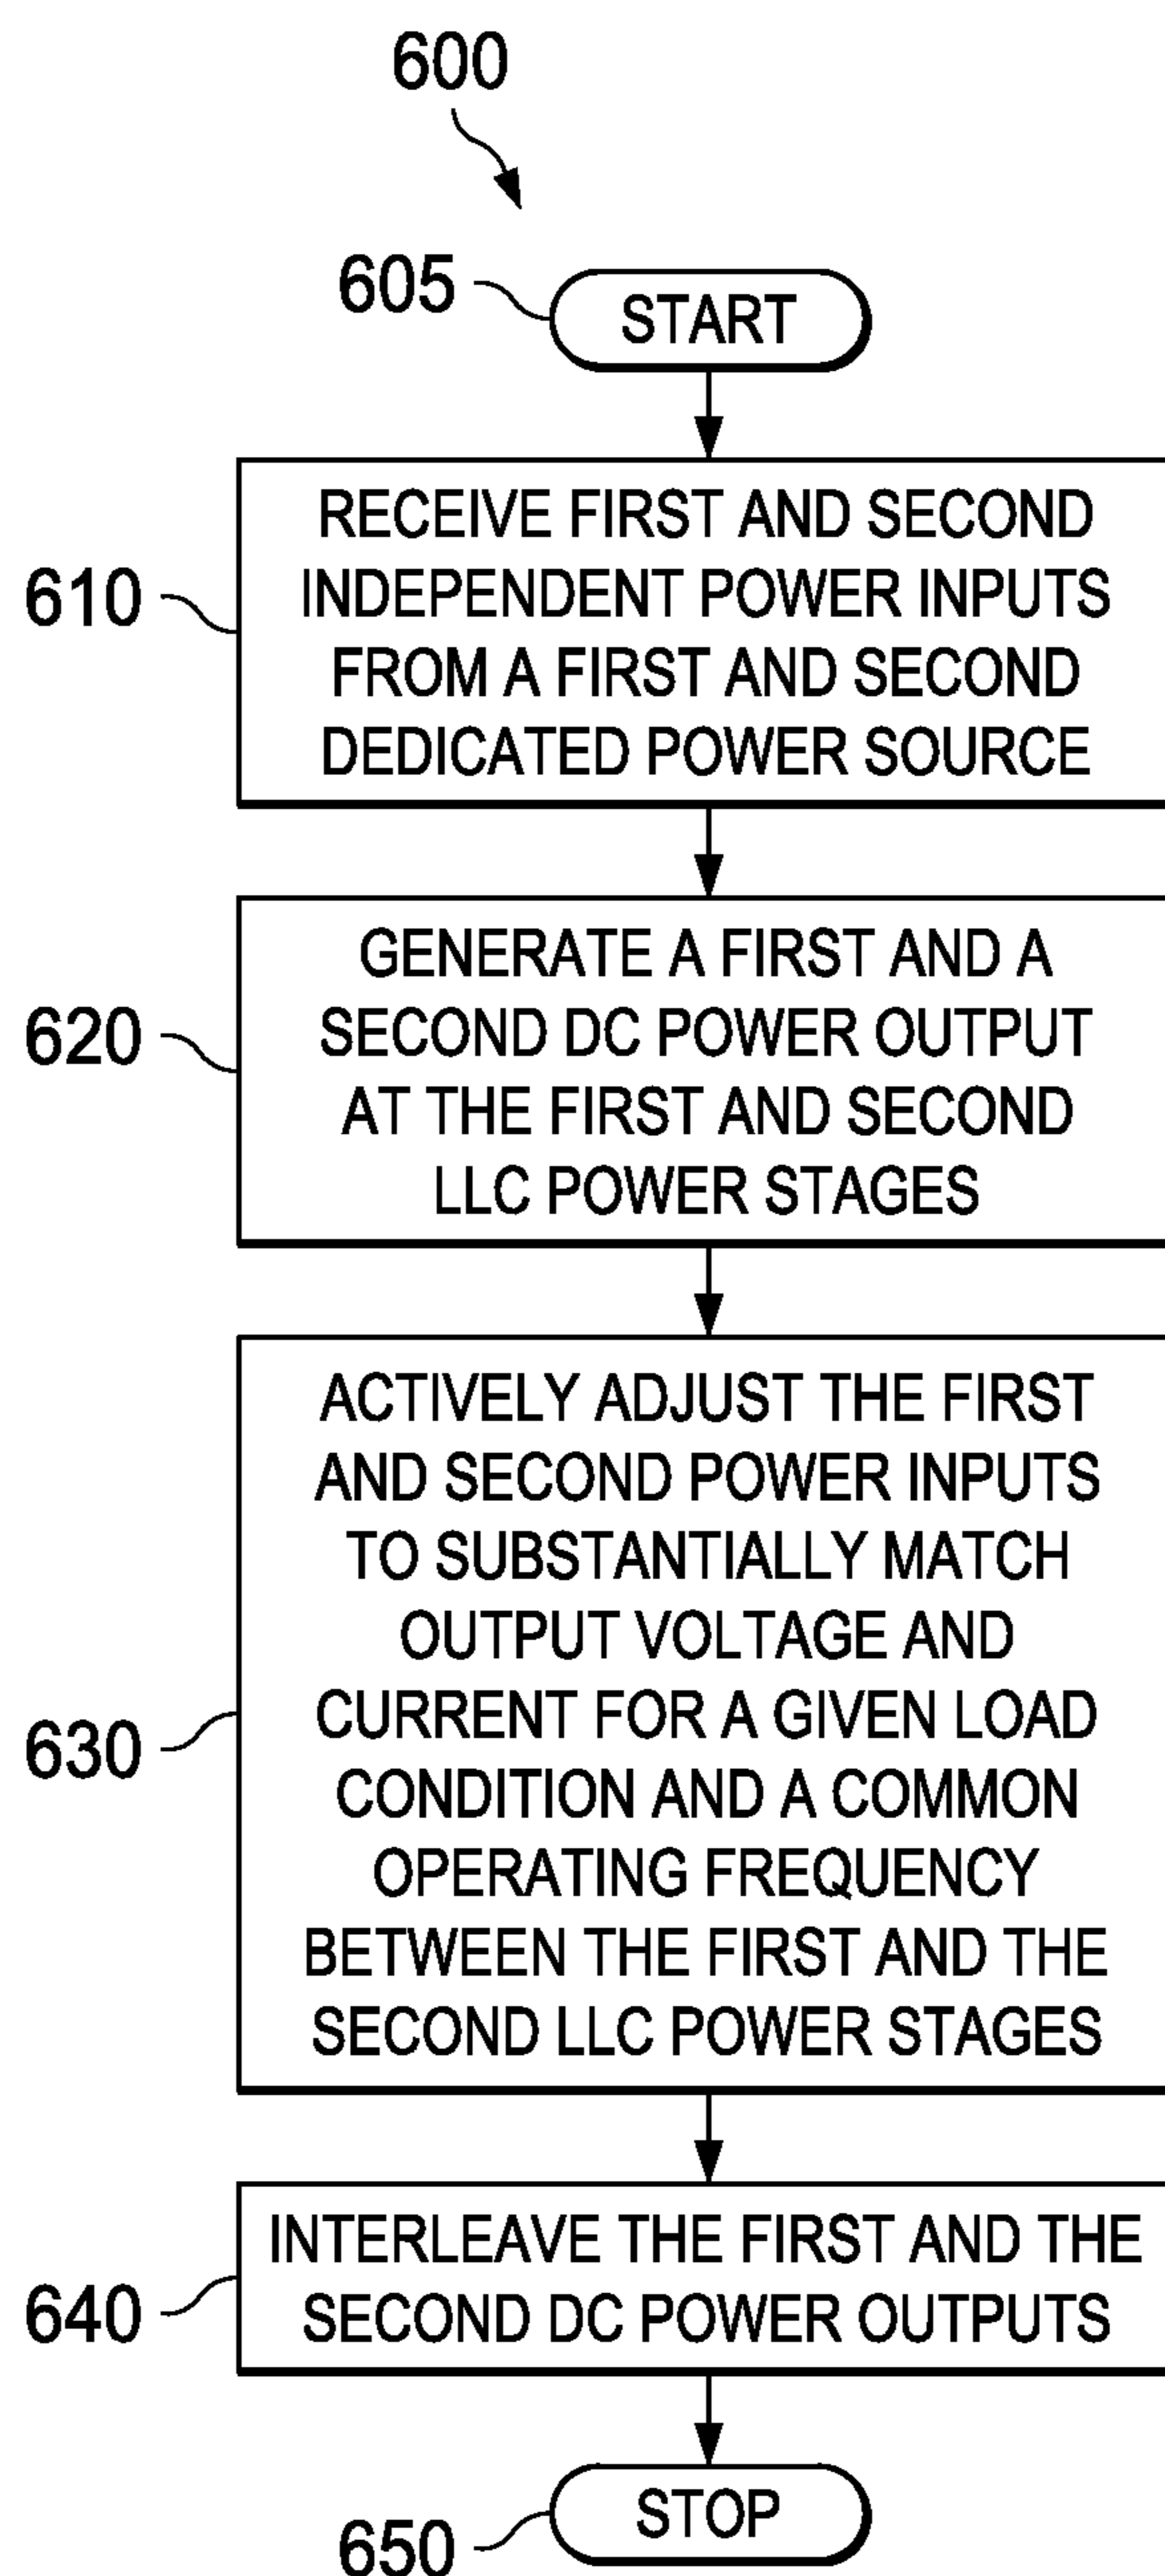 600
605
START
610
RECEIVE FIRST AND SECOND
INDEPENDENT POWER INPUTS
FROM A FIRST AND SECOND
DEDICATED POWER SOURCE
620
GENERATE A FIRST AND A
SECOND DC POWER OUTPUT
AT THE FIRST AND SECOND
LLC POWER STAGES
630
ACTIVELY ADJUST THE FIRST
AND SECOND POWER INPUTS
TO SUBSTANTIALLY MATCH
OUTPUT VOLTAGE AND
CURRENT FOR A GIVEN LOAD
CONDITION AND A COMMON
OPERATING FREQUENCY
BETWEEN THE FIRST AND THE
SECOND LLC POWER STAGES
640
INTERLEAVE THE FIRST AND THE
SECOND DC POWER OUTPUTS
650
STOP